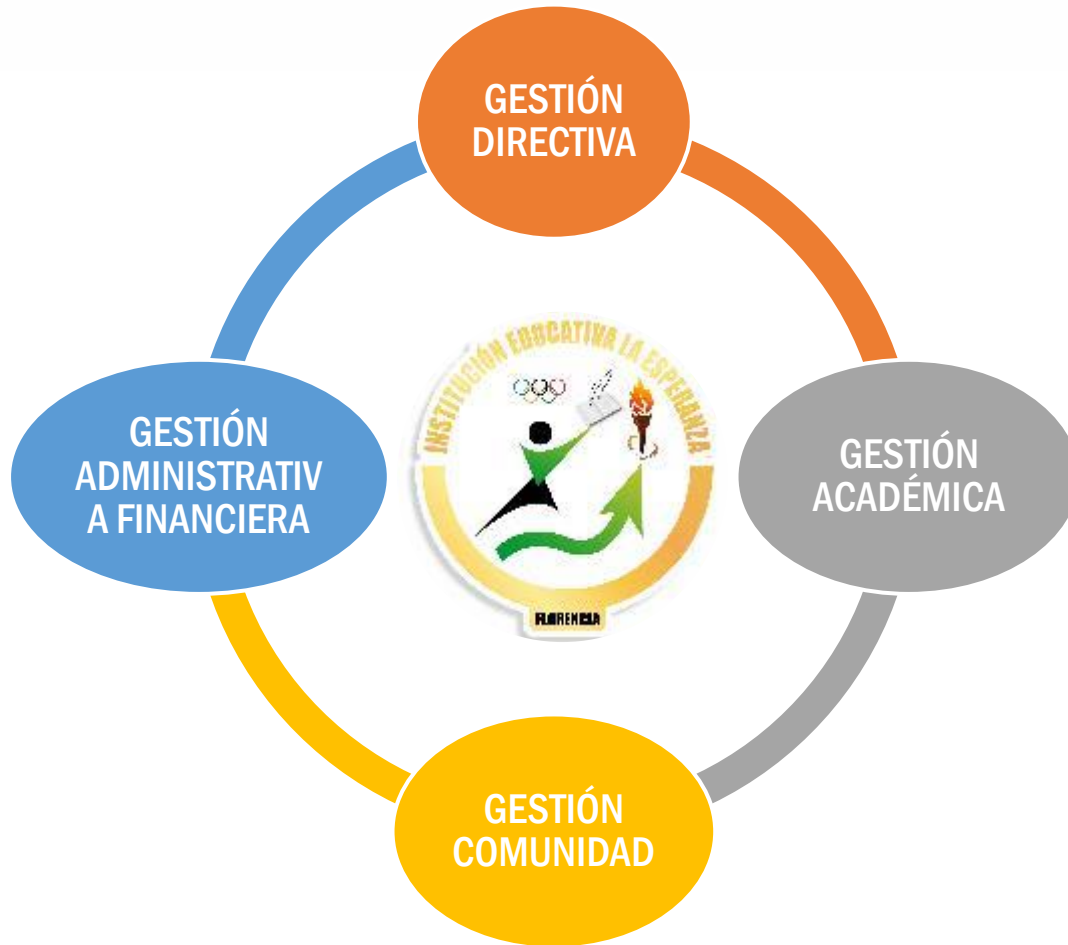 GESTIÓN
DIRECTIVA
GESTIÓN
ADMINISTRATIV
A FINANCIERA
INSTITUCIÓN EDUCATIVA LA ESPERANZA
FLORENCIA
GESTIÓN
ACADÉMICA
GESTIÓN
COMUNIDAD